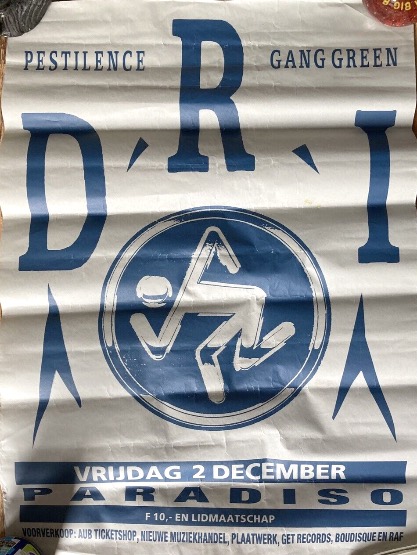 PESTILENCE
GANG GREEN
D R I
VRIJDAG 2 DECEMBER
PARADISO
F 10,- EN LIDMAATSCHAP
VOORVERKOOP: AUB TICKETSHOP, NIEUWE MUZIEKHANDEL, PLAATWERK, GET RECORDS, BOUDISQUE EN RAF